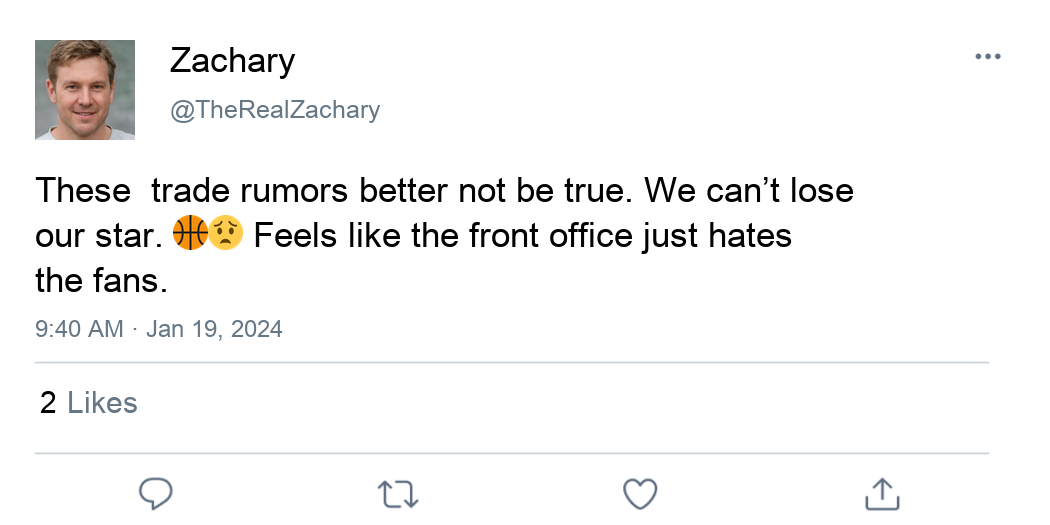 Zachary
@TheRealZachary
These  trade rumors better not be true. We can’t lose
our star. 🏀😟 Feels like the front office just hates
the fans.
9:40 AM · Jan 19, 2024
2 Likes